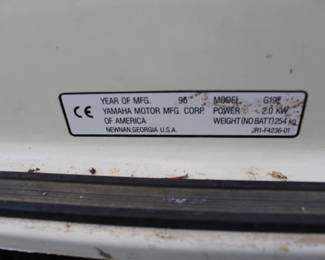 CE
YEAR OF MFG. 96 MODEL G19E
YAMAHA MOTOR MFG. CORP. POWER 2.0 kW
OF AMERICA WEIGHT(NO BATT)254 kg
NEWNAN,GEORGIA U.S.A. JR1-F4236-01